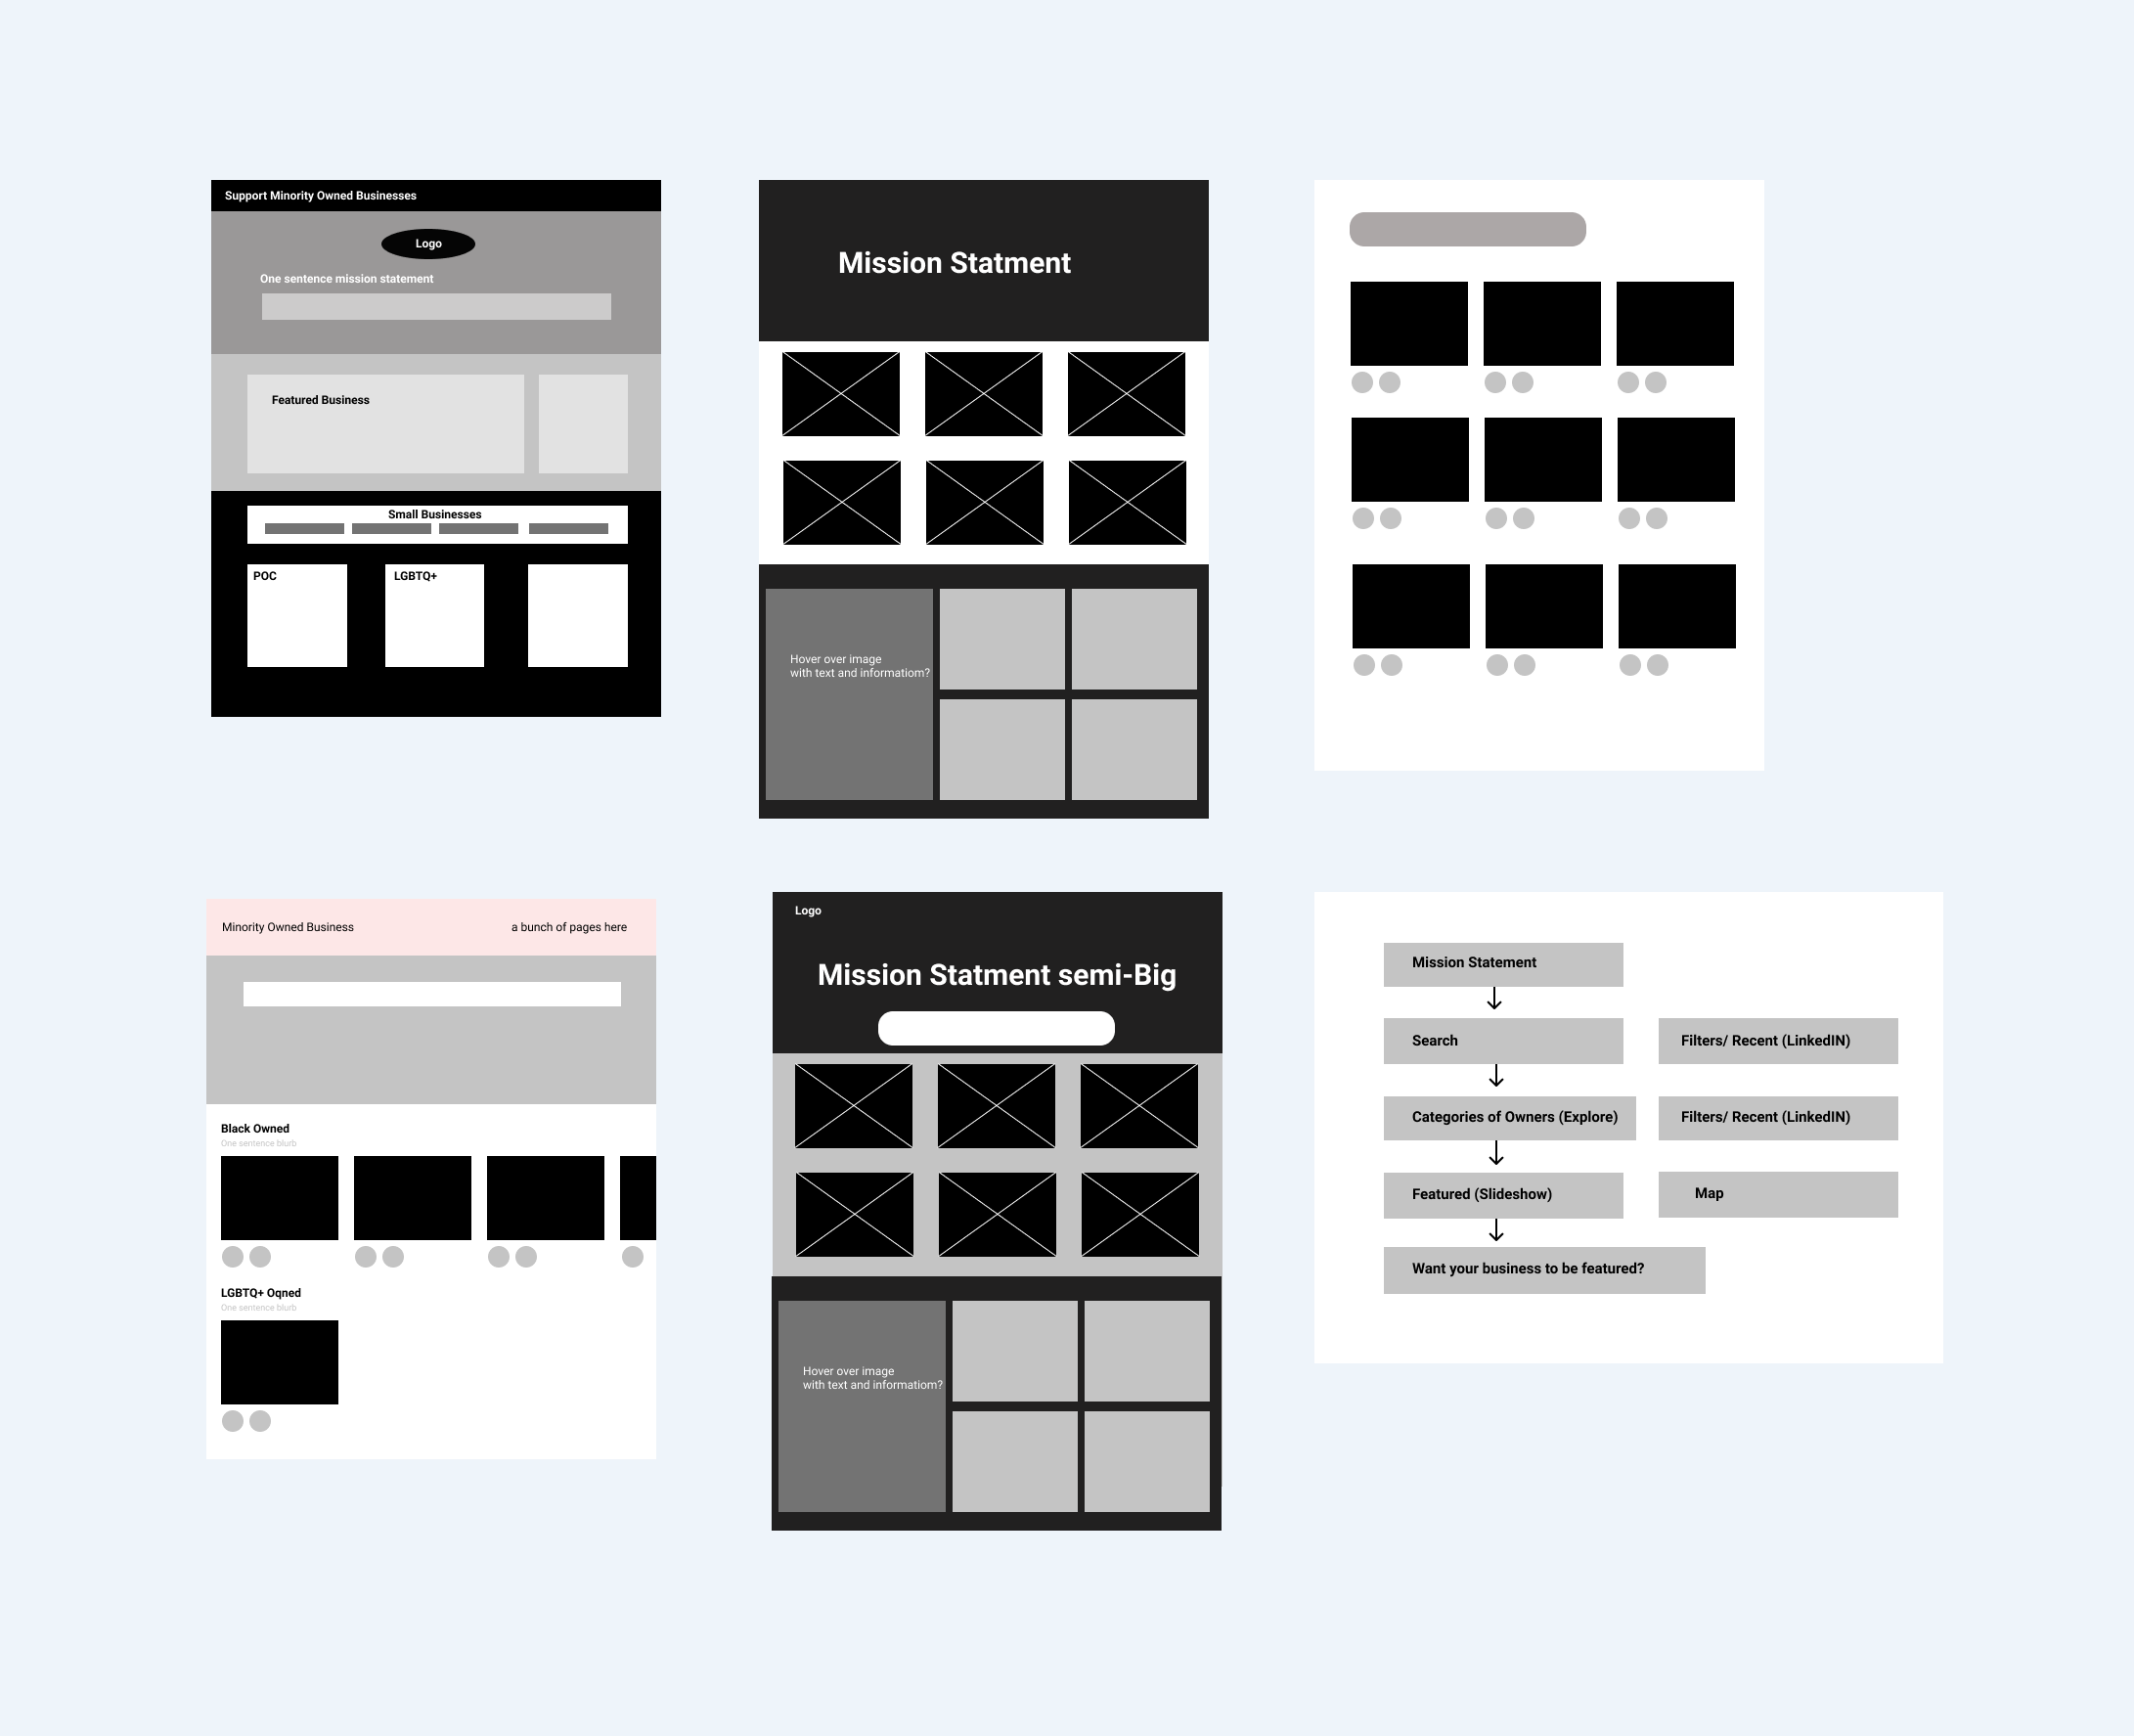 Support Minority Owned Businesses
Logo
One sentence mission statement
Featured Business
Small Businesses
POC
LGBTQ+
Mission Statment
Hover over image
with text and informatiom?
Minority Owned Business
a bunch of pages here
Black Owned
One sentence blurb
LGBTQ+ Oqned
One sentence blurb
Logo
Mission Statment semi-Big
Hover over image
with text and informatiom?
Mission Statement
Search
Filters/ Recent (LinkedIN)
Categories of Owners (Explore)
Filters/ Recent (LinkedIN)
Featured (Slideshow)
Map
Want your business to be featured?